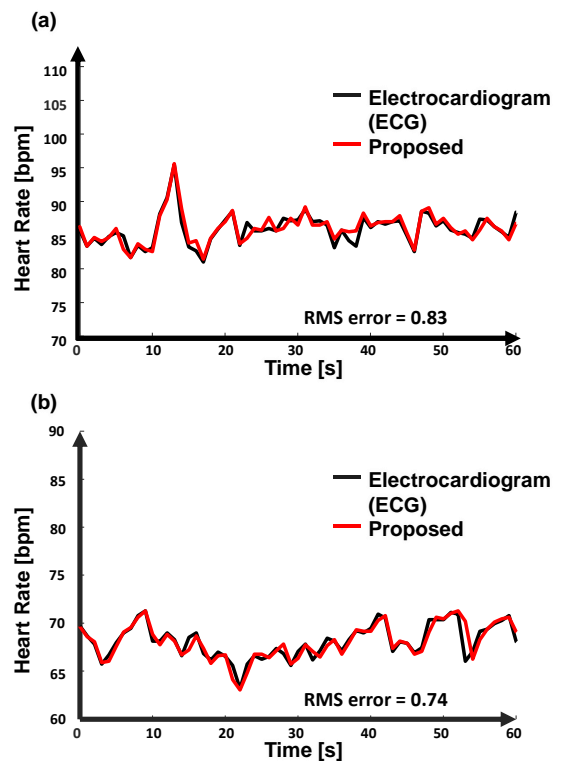 (a)
110
105
100
95
90
85
80
75
70
Heart Rate [bpm]
Electrocardiogram
(ECG)
Proposed
RMS error = 0.83
0 10 20 30 40 50 60
Time [s]
(b)
90
85
80
75
70
65
60
Heart Rate [bpm]
Electrocardiogram
(ECG)
Proposed
RMS error = 0.74
0 10 20 30 40 50 60
Time [s]